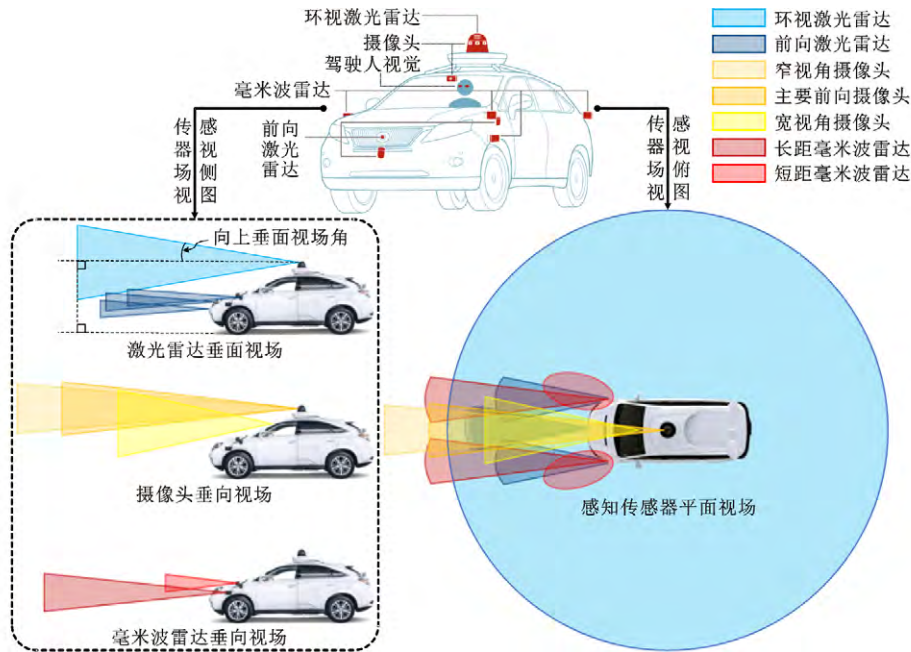 环视激光雷达
摄像头
驾驶人视觉
毫米波雷达
前向激光雷达
传感器视场侧视图
传感器视场俯视图
环视激光雷达
前向激光雷达
窄视角摄像头
主要前向摄像头
宽视角摄像头
长距毫米波雷达
短距毫米波雷达
向上垂面视场角
激光雷达垂面视场
摄像头垂向视场
毫米波雷达垂向视场
感知传感器平面视场